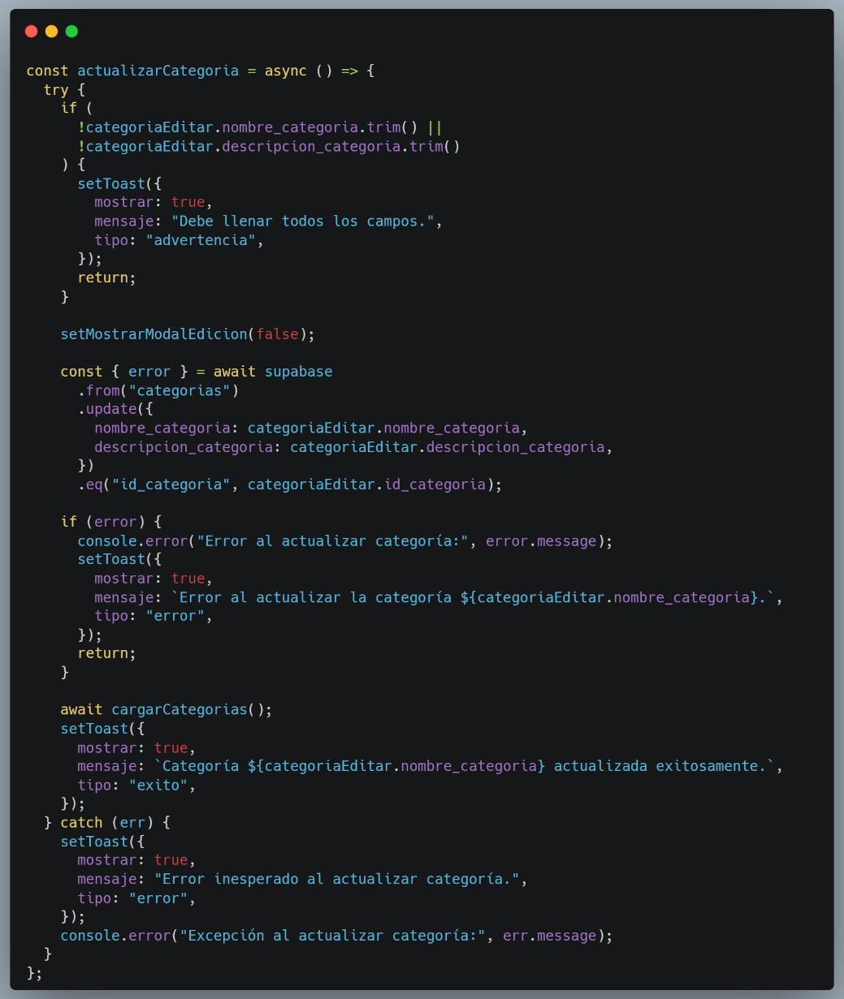 const actualizarCategoria = async () => {
  try {
    if (
      !categoriaEditar.nombre_categoria.trim() ||
      !categoriaEditar.descripcion_categoria.trim()
    ) {
      setToast({
        mostrar: true,
        mensaje: "Debe llenar todos los campos.",
        tipo: "advertencia",
      });
      return;
    }

    setMostrarModalEdicion(false);

    const { error } = await supabase
      .from("categorias")
      .update({
        nombre_categoria: categoriaEditar.nombre_categoria,
        descripcion_categoria: categoriaEditar.descripcion_categoria,
      })
      .eq("id_categoria", categoriaEditar.id_categoria);

    if (error) {
      console.error("Error al actualizar categoría:", error.message);
      setToast({
        mostrar: true,
        mensaje: `Error al actualizar la categoría ${categoriaEditar.nombre_categoria}.`,
        tipo: "error",
      });
      return;
    }

    await cargarCategorias();
    setToast({
      mostrar: true,
      mensaje: `Categoría ${categoriaEditar.nombre_categoria} actualizada exitosamente.`,
      tipo: "exito",
    });
  } catch (err) {
    setToast({
      mostrar: true,
      mensaje: "Error inesperado al actualizar categoría.",
      tipo: "error",
    });
    console.error("Excepción al actualizar categoría:", err.message);
  }
};